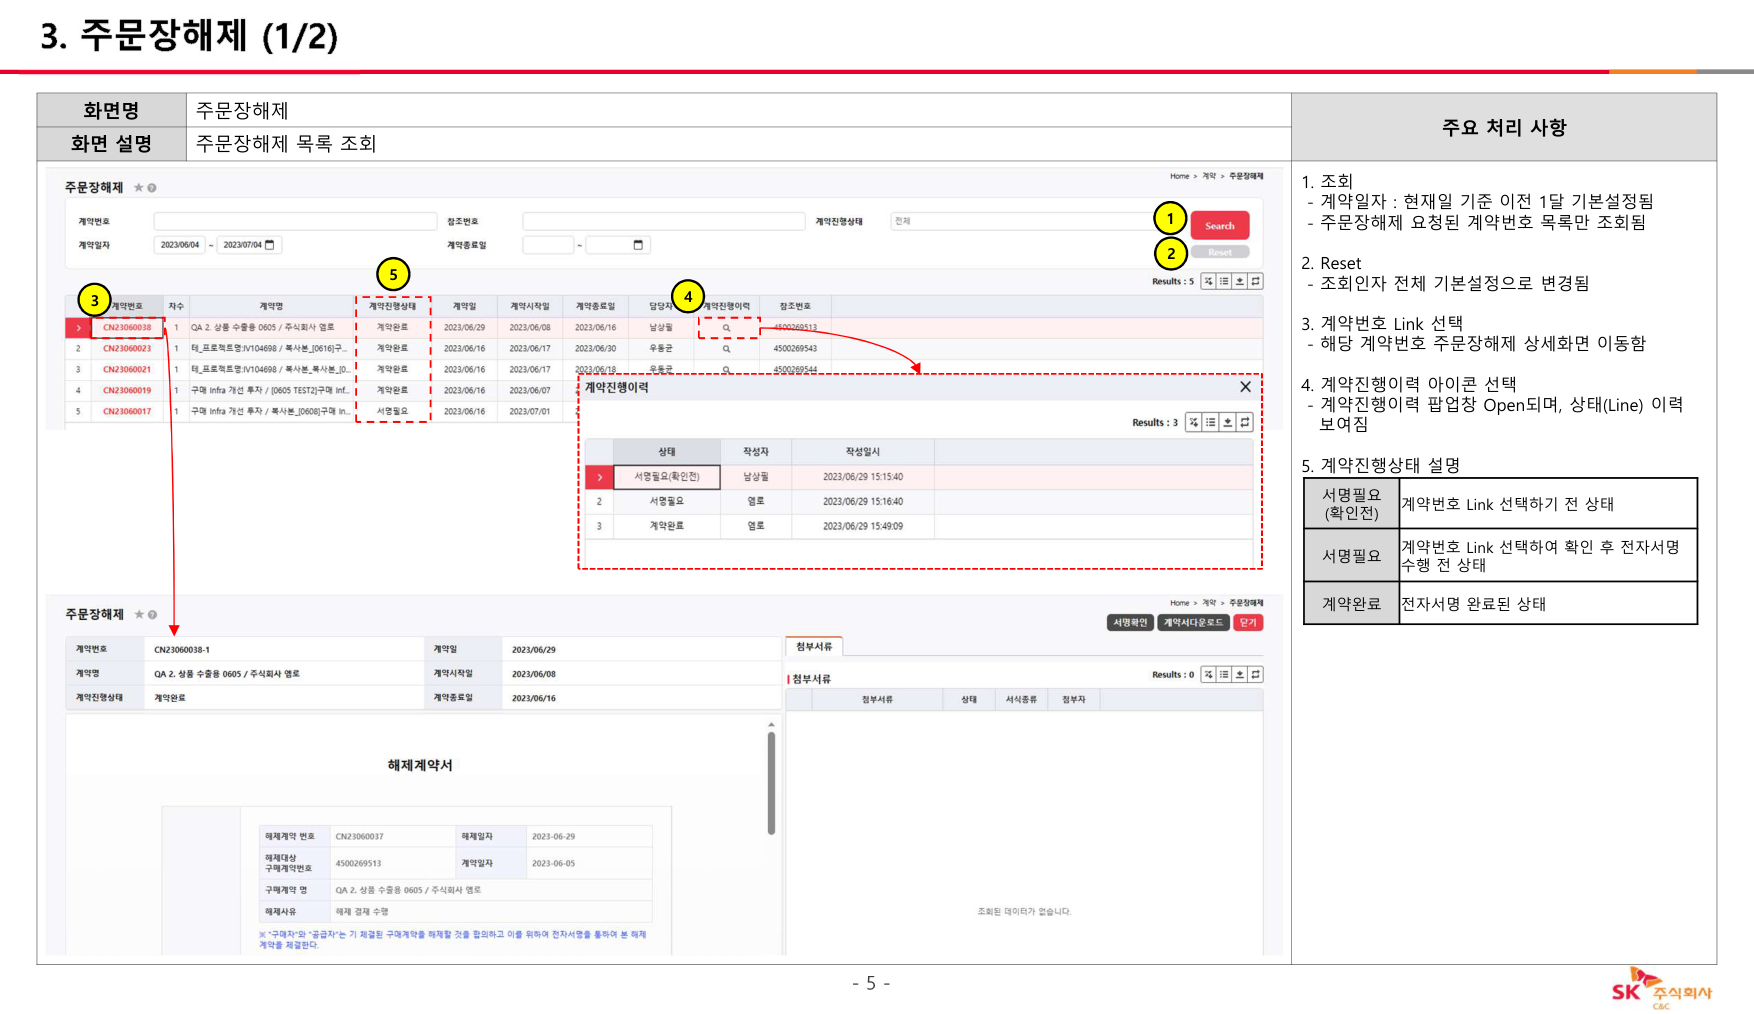 3. 주문장해제 (1/2)
화면명 주문장해제
화면 설명 주문장해제 목록 조회
주요 처리 사항
주문장해제
Home > 계약 > 주문장해제
계약번호 참조번호 계약진행상태 전체
계약일자 2023/06/04 ~ 2023/07/04 계약종료일 ~
1 Search
2 Reset
Results : 5
3 5 4
계약번호 차수 계약명 계약진행상태 계약일 계약시작일 계약종료일 담당자 계약진행이력 참조번호
CN23060038 1 QA 2. 상품 수출용 0605 / 주식회사 엠로 계약완료 2023/06/29 2023/06/08 2023/06/16 남상필 4500269513
2 CN23060023 1 테_프로젝트명:IV104698 / 복사본_[0616]구... 계약완료 2023/06/16 2023/06/17 2023/06/30 우동균 4500269543
3 CN23060021 1 테_프로젝트명:IV104698 / 복사본_복사본_[0... 계약완료 2023/06/16 2023/06/17 2023/06/18 우동균 4500269544
4 CN23060019 1 구매 Infra 개선 투자 / [0605 TEST2]구매 Inf... 계약완료 2023/06/16 2023/06/07
5 CN23060017 1 구매 Infra 개선 투자 / 복사본_[0608]구매 In... 서명필요 2023/06/16 2023/07/01
계약진행이력
Results : 3
상태 작성자 작성일시
서명필요(확인전) 남상필 2023/06/29 15:15:40
2 서명필요 엠로 2023/06/29 15:16:40
3 계약완료 엠로 2023/06/29 15:49:09
주문장해제
Home > 계약 > 주문장해제
서명확인 계약서다운로드 닫기
계약번호 CN23060038-1 계약일 2023/06/29
계약명 QA 2. 상품 수출용 0605 / 주식회사 엠로 계약시작일 2023/06/08
계약진행상태 계약완료 계약종료일 2023/06/16
첨부서류
첨부서류
Results : 0
첨부서류 상태 서식종류 첨부자
조회된 데이터가 없습니다.
해제계약서
해제계약 번호 CN23060037 해제일자 2023-06-29
해제대상
구매계약번호 4500269513 계약일자 2023-06-05
구매계약 명 QA 2. 상품 수출용 0605 / 주식회사 엠로
해제사유 해제 결재 수행
※ "구매자"와 "공급자"는 기 체결된 구매계약을 해제할 것을 합의하고 이를 위하여 전자서명을 통하여 본 해제
계약을 체결한다.
1. 조회
- 계약일자 : 현재일 기준 이전 1달 기본설정됨
- 주문장해제 요청된 계약번호 목록만 조회됨
2. Reset
- 조회인자 전체 기본설정으로 변경됨
3. 계약번호 Link 선택
- 해당 계약번호 주문장해제 상세화면 이동함
4. 계약진행이력 아이콘 선택
- 계약진행이력 팝업창 Open되며, 상태(Line) 이력
보여짐
5. 계약진행상태 설명
서명필요
(확인전) 계약번호 Link 선택하기 전 상태
서명필요 계약번호 Link 선택하여 확인 후 전자서명
수행 전 상태
계약완료 전자서명 완료된 상태
- 5 -
SK 주식회사
C&C